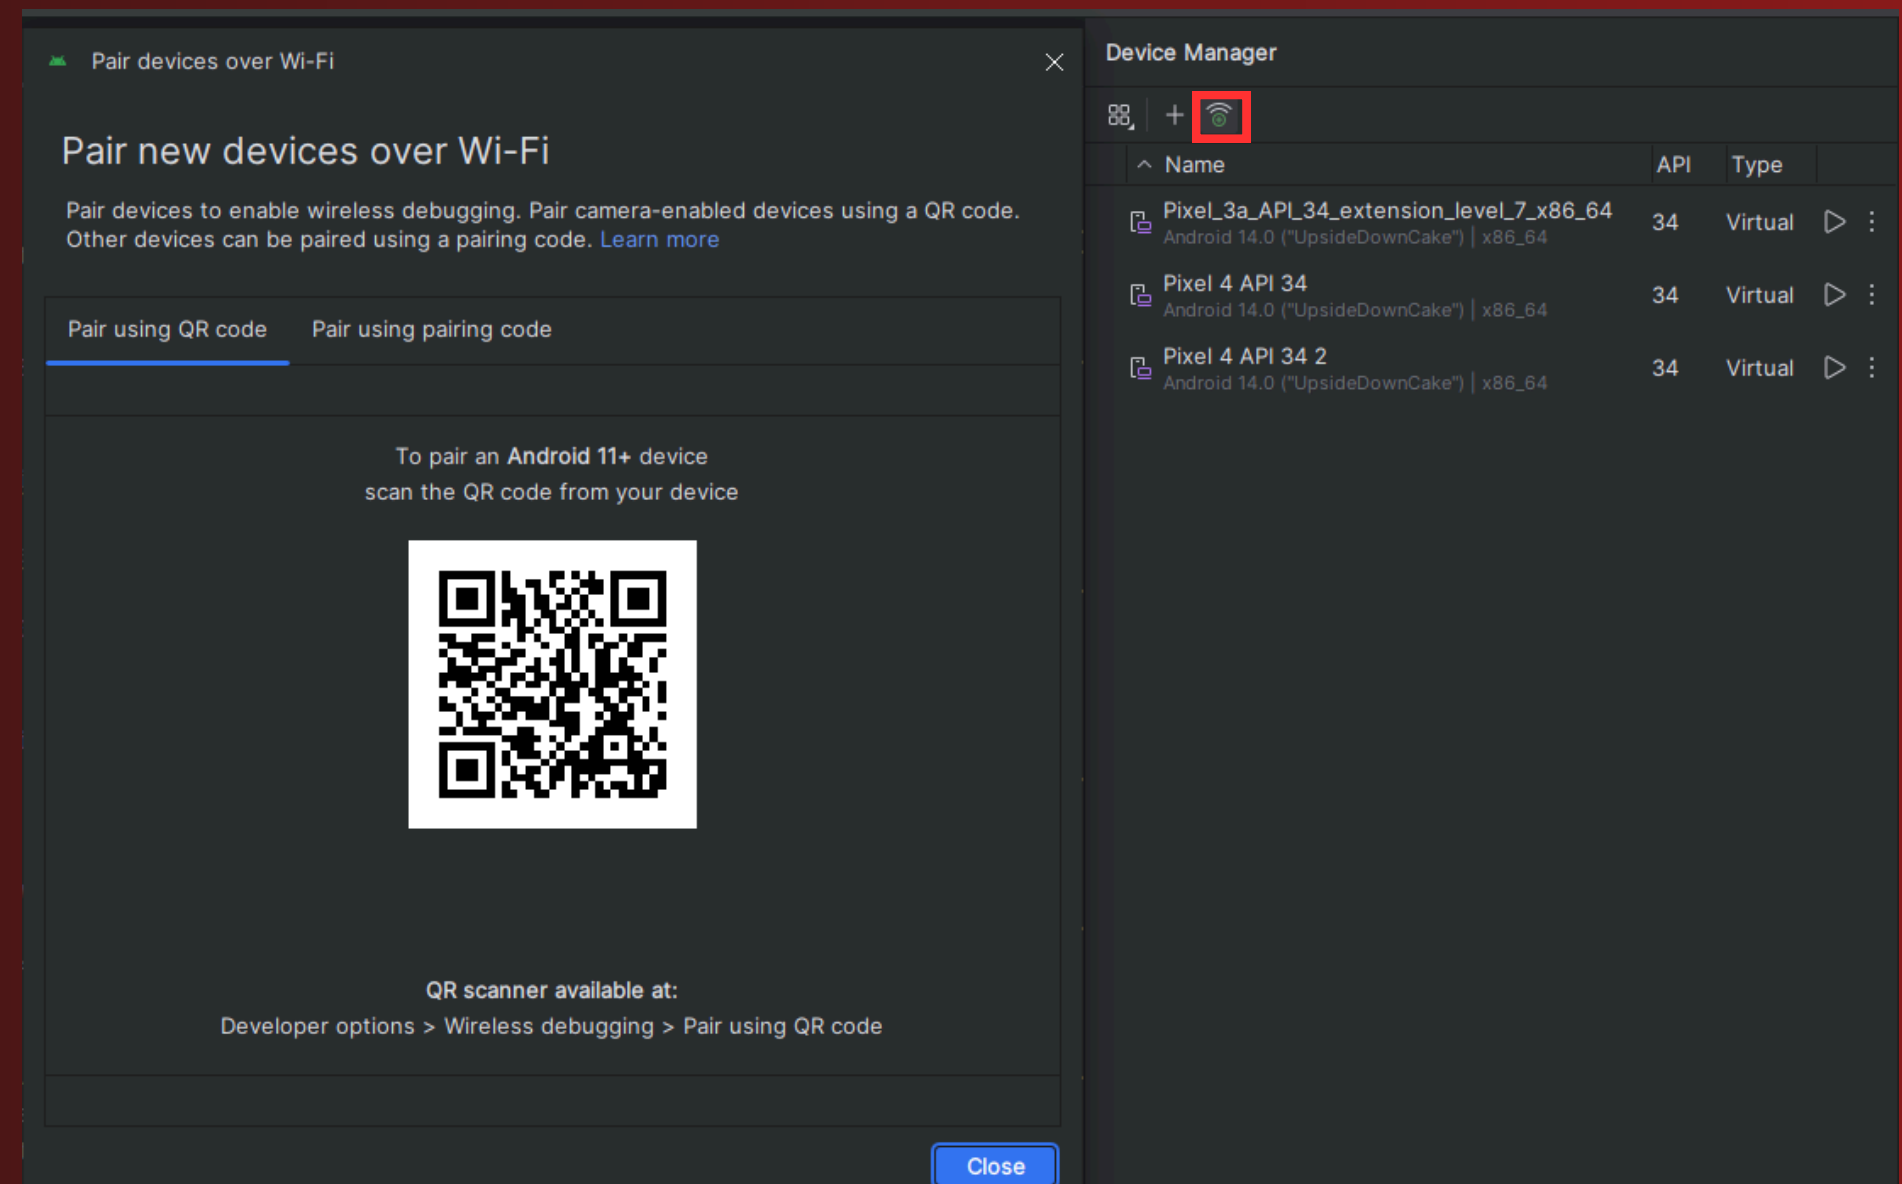 Pair devices over Wi-Fi
Pair new devices over Wi-Fi
Pair devices to enable wireless debugging. Pair camera-enabled devices using a QR code.
Other devices can be paired using a pairing code. Learn more
Pair using QR code
Pair using pairing code
To pair an Android 11+ device
scan the QR code from your device
QR scanner available at:
Developer options > Wireless debugging > Pair using QR code
Close
Device Manager
Name API Type
Pixel_3a_API_34_extension_level_7_x86_64
Android 14.0 ("UpsideDownCake") | x86_64
34 Virtual
Pixel 4 API 34
Android 14.0 ("UpsideDownCake") | x86_64
34 Virtual
Pixel 4 API 34 2
Android 14.0 ("UpsideDownCake") | x86_64
34 Virtual